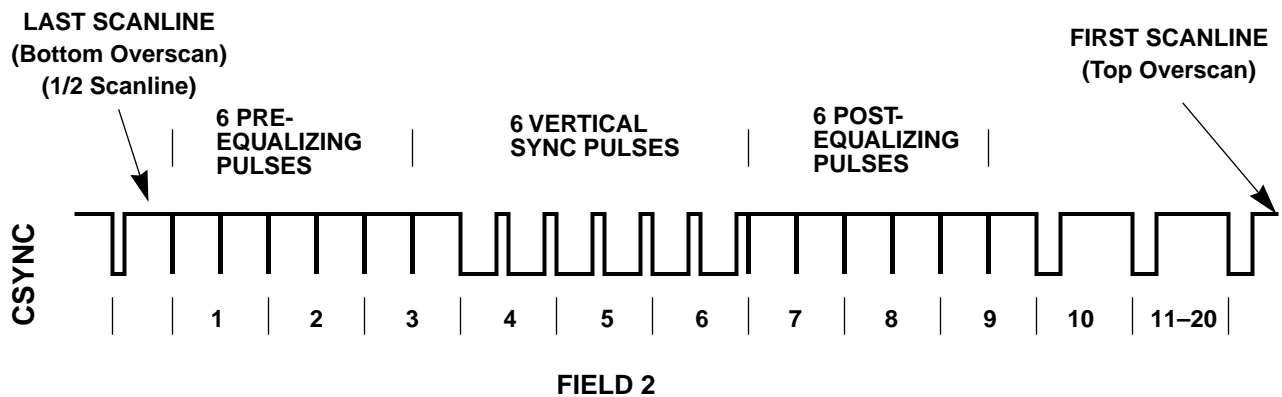 LAST SCANLINE
(Bottom Overscan)
(1/2 Scanline)
FIRST SCANLINE
(Top Overscan)
6 PRE-
EQUALIZING
PULSES
6 VERTICAL
SYNC PULSES
6 POST-
EQUALIZING
PULSES
CSYNC
1 2 3 4 5 6 7 8 9 10 11–20
FIELD 2